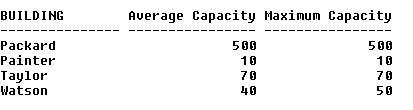 BUILDING        Average Capacity Maximum Capacity
--------------- ---------------- ----------------
Packard                      500              500
Painter                       10               10
Taylor                        70               70
Watson                        40               50